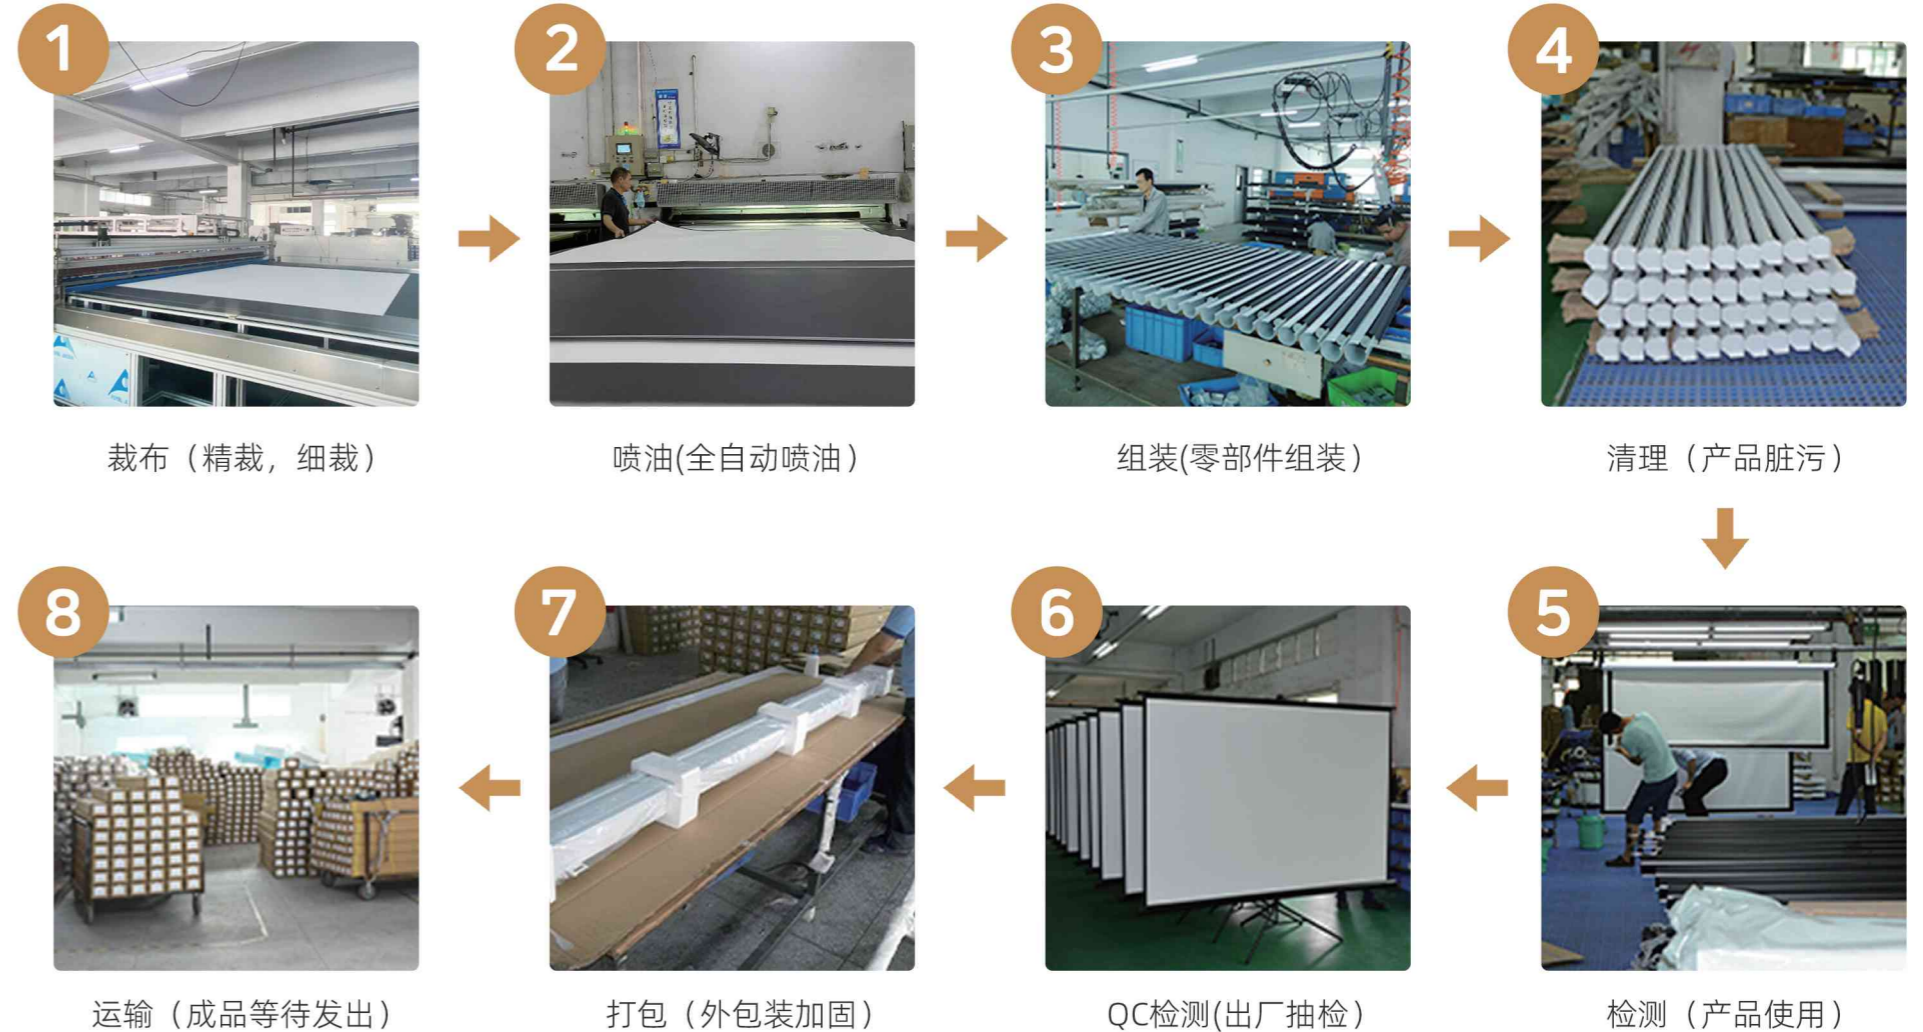 1
2
3
4
裁布（精裁，细裁）
喷油(全自动喷油）
组装(零部件组装）
清理（产品脏污）
8
7
6
5
运输（成品等待发出）
打包（外包装加固）
QC检测(出厂抽检）
检测（产品使用）